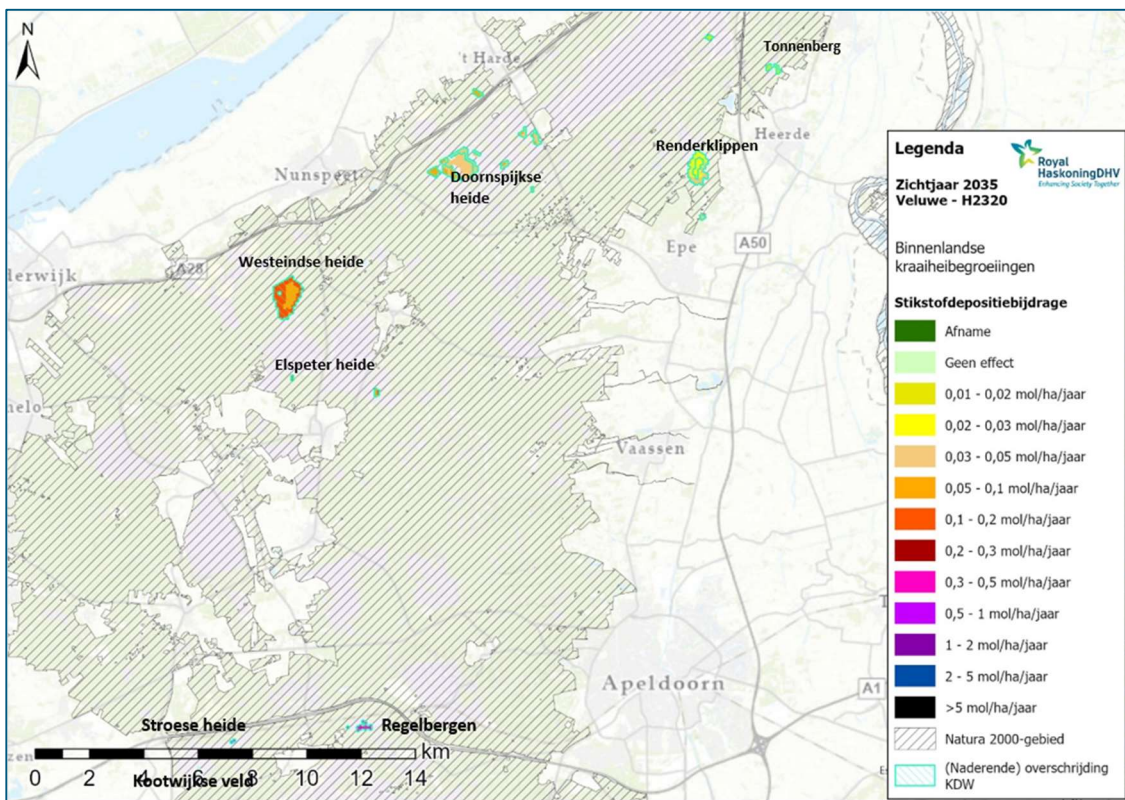 N
't Harde
Tonnenberg
Heerde
Renderklippen
Nunspeet
Doornspijkse
heide
Epe
A50
Westeindse heide
A28
derwijk
Elspeter heide
melo
Vaassen
Apeldoorn
A1
Stroese heide
Regelbergen
zen
km
0 2 4 6 8 10 12 14
Kootwijkse veld
Legenda
Royal
HaskoningDHV
Enhancing Society Together
Zichtjaar 2035
Veluwe - H2320
Binnenlandse
kraaiheibegroeiingen
Stikstofdepositiebijdrage
Afname
Geen effect
0,01 - 0,02 mol/ha/jaar
0,02 - 0,03 mol/ha/jaar
0,03 - 0,05 mol/ha/jaar
0,05 - 0,1 mol/ha/jaar
0,1 - 0,2 mol/ha/jaar
0,2 - 0,3 mol/ha/jaar
0,3 - 0,5 mol/ha/jaar
0,5 - 1 mol/ha/jaar
1 - 2 mol/ha/jaar
2 - 5 mol/ha/jaar
>5 mol/ha/jaar
Natura 2000-gebied
(Naderende) overschrijding
KDW